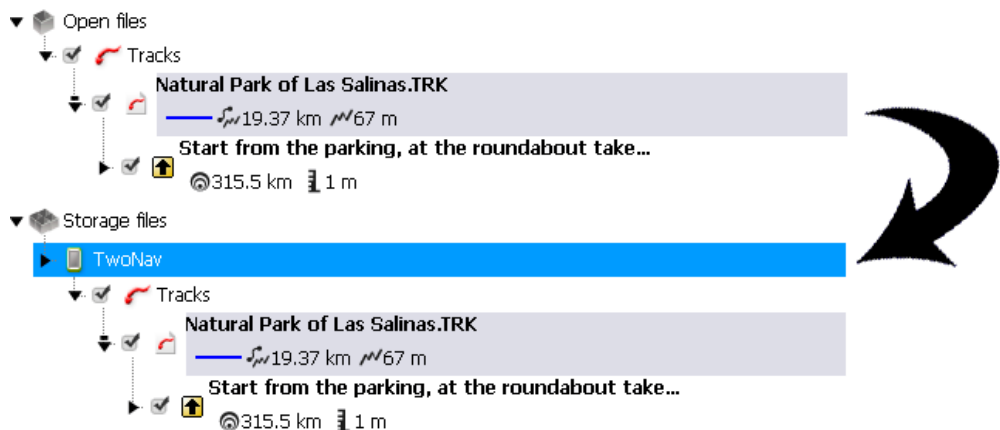 Open files
Tracks
Natural Park of Las Salinas.TRK
19.37 km 67 m
Start from the parking, at the roundabout take...
315.5 km 1 m
Storage files
TwoNav
Tracks
Natural Park of Las Salinas.TRK
19.37 km 67 m
Start from the parking, at the roundabout take...
315.5 km 1 m